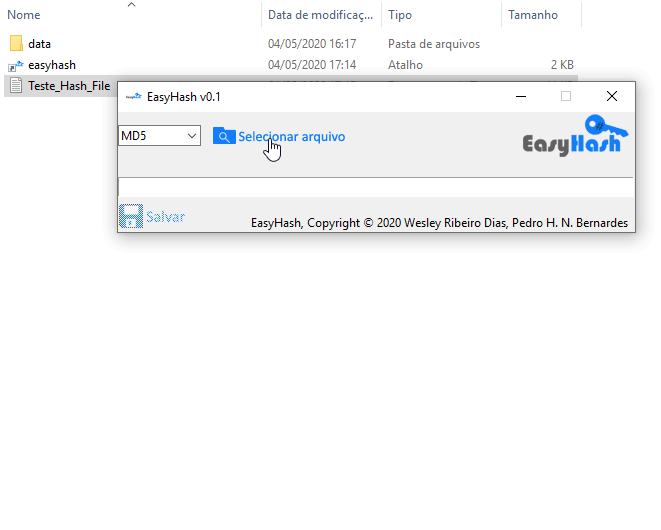 Nome Data de modificaç... Tipo Tamanho
data 04/05/2020 16:17 Pasta de arquivos
easyhash 04/05/2020 17:14 Atalho 2 KB
Teste_Hash_File
EasyHash v0.1
MD5 Selecionar arquivo EasyHash
Salvar
EasyHash, Copyright © 2020 Wesley Ribeiro Dias, Pedro H. N. Bernardes